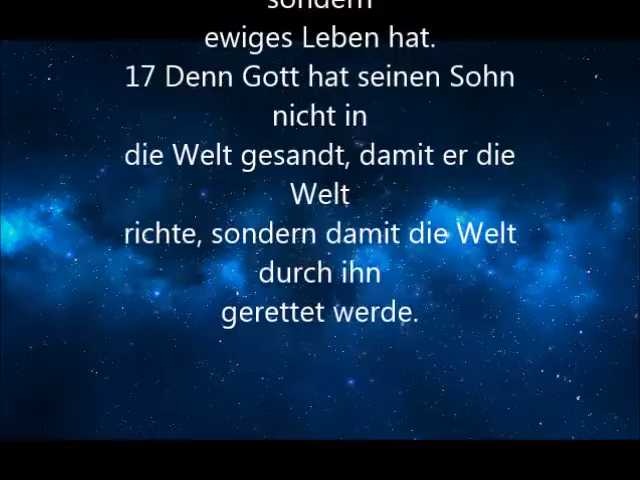 sondern
ewiges Leben hat.
17 Denn Gott hat seinen Sohn
nicht in
die Welt gesandt, damit er die
Welt
richte, sondern damit die Welt
durch ihn
gerettet werde.